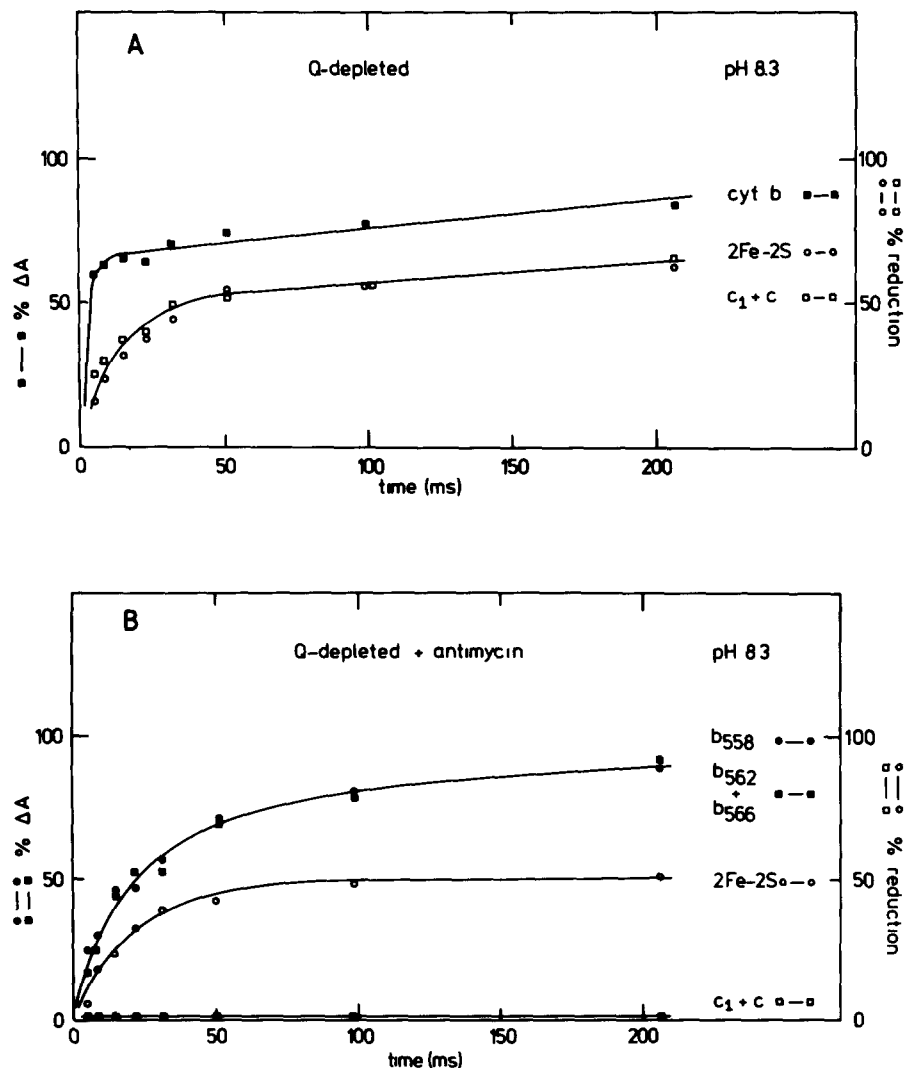 A
Q-depleted
pH 8.3
100
50
0
■—■ % ΔA
0
50
100
150
200
time (ms)
100
50
0
○—○ □—□ % reduction
cyt b ■—■
2Fe-2S ○—○
c₁ + c □—□
B
Q-depleted + antimycin
pH 8.3
100
50
0
●—● ■—■ % ΔA
0
50
100
150
200
time (ms)
100
50
0
□—□ ○—○ % reduction
b₅₅₈ ●—●
b₅₆₂
+ ■—■
b₅₆₆
2Fe-2S ○—○
c₁ + c □—□